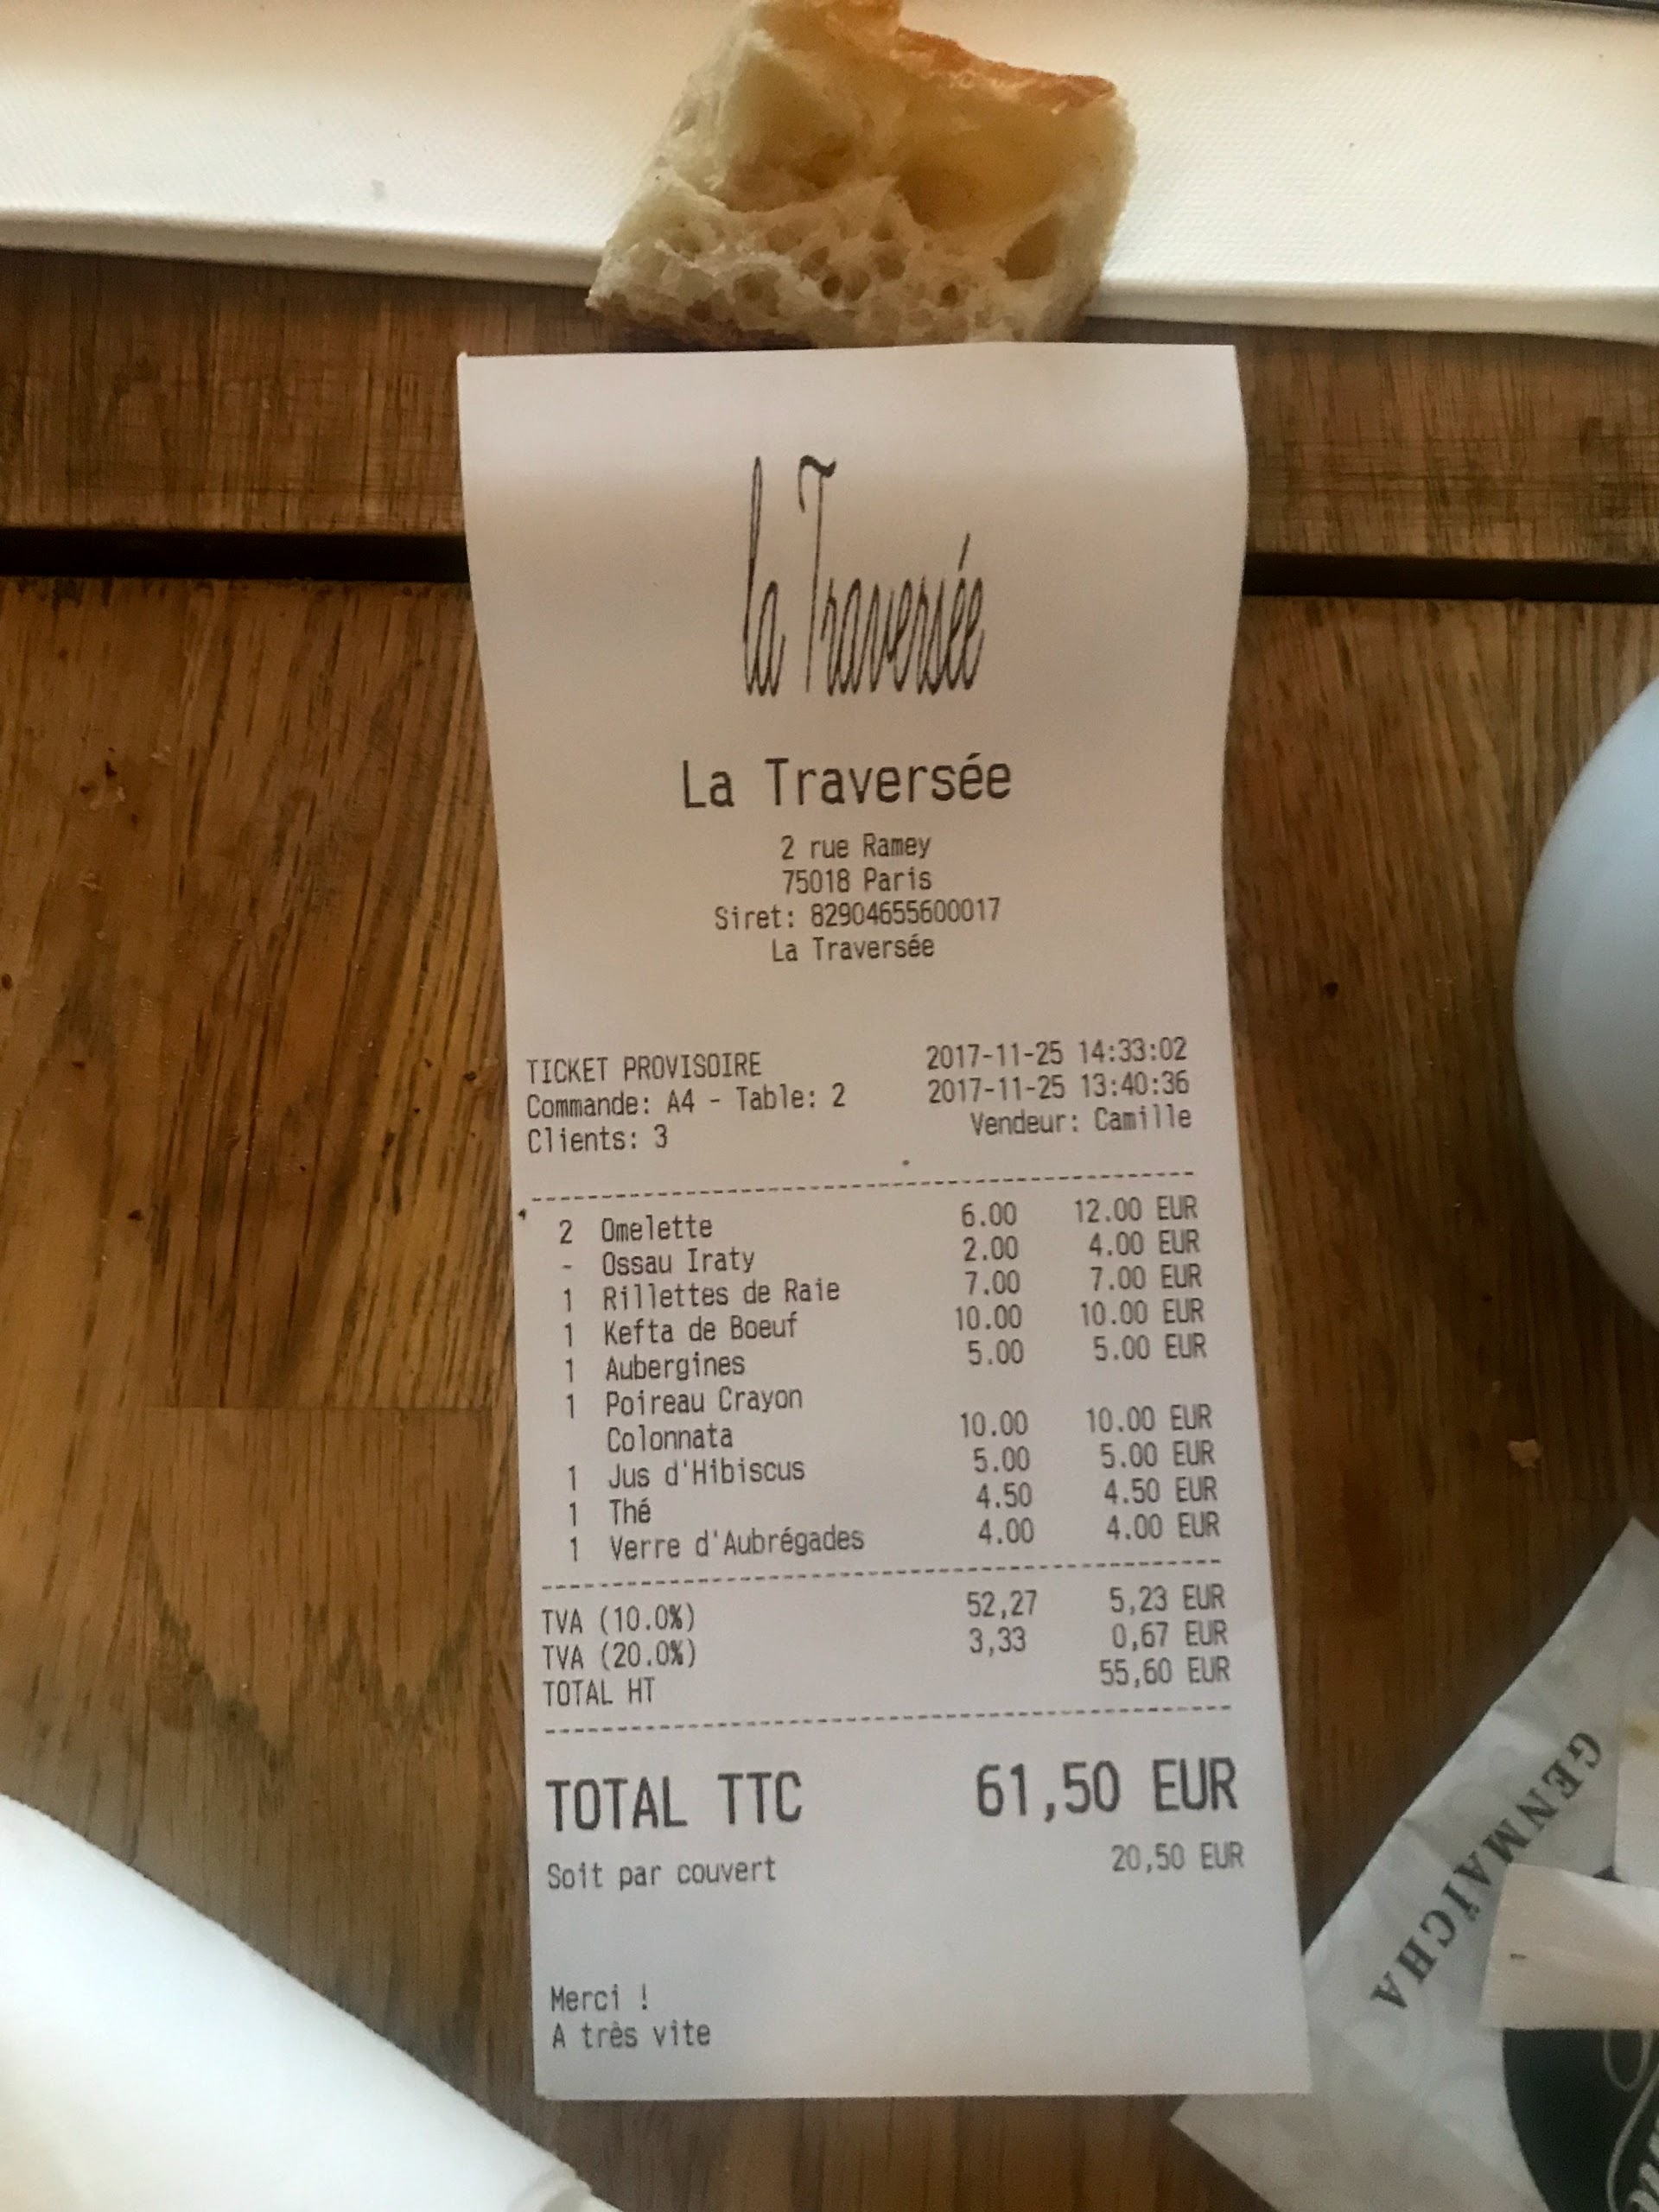 la Traversée
La Traversée
2 rue Ramey
75018 Paris
Siret: 82904655600017
La Traversée
TICKET PROVISOIRE 2017-11-25 14:33:02
Commande: A4 - Table: 2 2017-11-25 13:40:36
Clients: 3 Vendeur: Camille
2 Omelette 6.00 12.00 EUR
- Ossau Iraty 2.00 4.00 EUR
1 Rillettes de Raie 7.00 7.00 EUR
1 Kefta de Boeuf 10.00 10.00 EUR
1 Aubergines 5.00 5.00 EUR
1 Poireau Crayon
Colonnata 10.00 10.00 EUR
1 Jus d'Hibiscus 5.00 5.00 EUR
1 Thé 4.50 4.50 EUR
1 Verre d'Aubrégades 4.00 4.00 EUR
TVA (10.0%) 52,27 5,23 EUR
TVA (20.0%) 3,33 0,67 EUR
TOTAL HT 55,60 EUR
TOTAL TTC 61,50 EUR
Soit par couvert 20,50 EUR
Merci !
A très vite
GENMAÏCHA